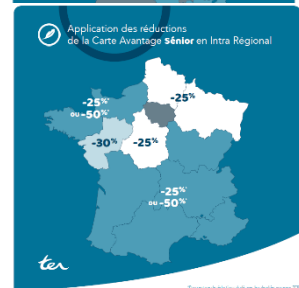 Application des réductions
de la Carte Avantage Sénior en Intra Régional
-25%
-25%*
ou -50%*
-30%*
-25%*
-25%*
ou -50%*
ter